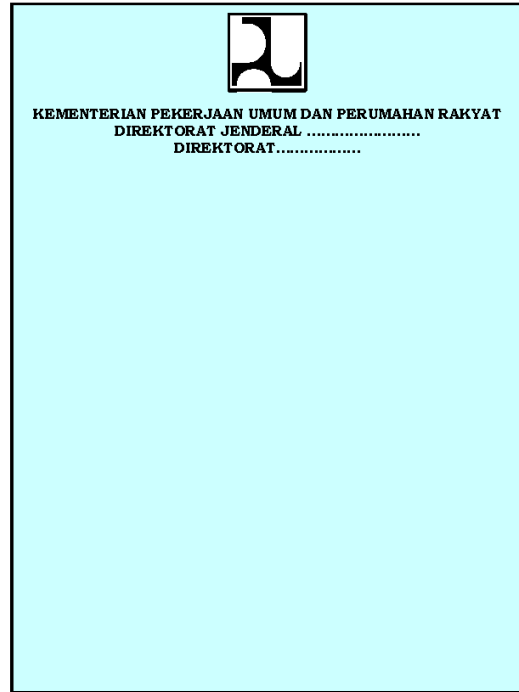 KEMENTERIAN PEKERJAAN UMUM DAN PERUMAHAN RAKYAT
DIREKTORAT JENDERAL ........................
DIREKTORAT..................